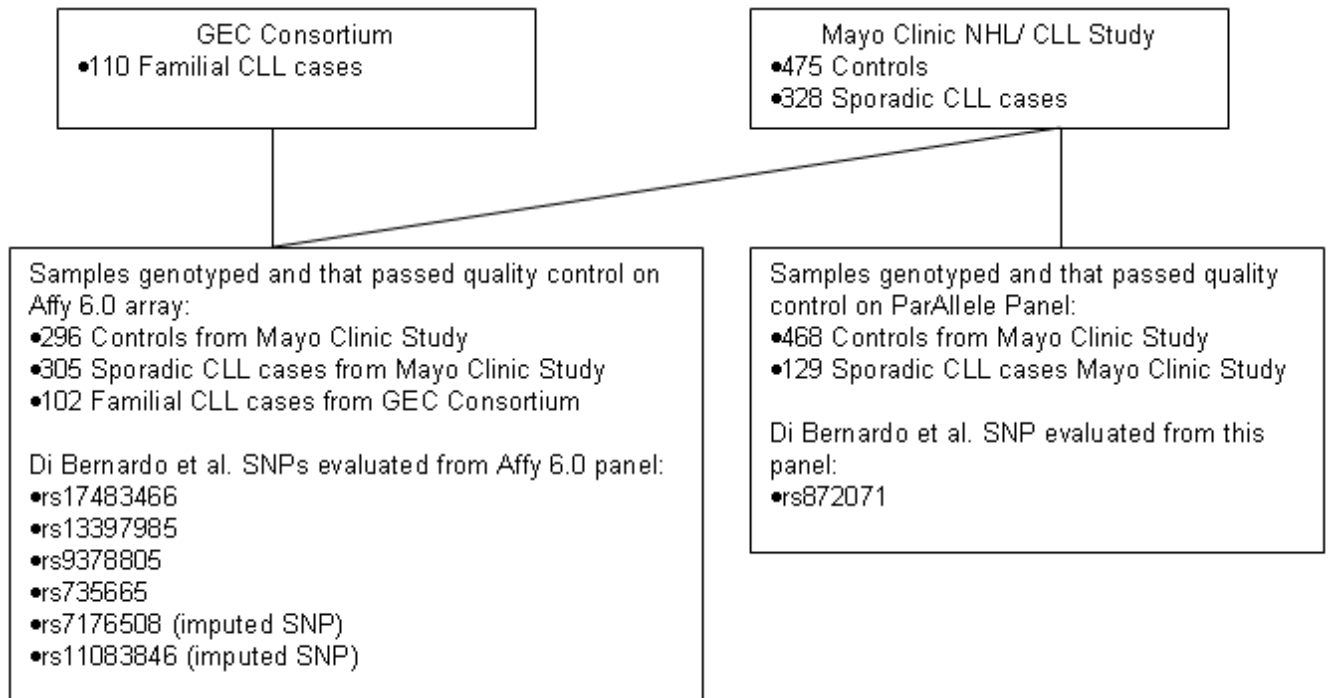 GEC Consortium
•110 Familial CLL cases
Mayo Clinic NHL/ CLL Study
•475 Controls
•328 Sporadic CLL cases
Samples genotyped and that passed quality control on
Affy 6.0 array:
•296 Controls from Mayo Clinic Study
•305 Sporadic CLL cases from Mayo Clinic Study
•102 Familial CLL cases from GEC Consortium
Di Bernardo et al. SNPs evaluated from Affy 6.0 panel:
•rs17483466
•rs13397985
•rs9378805
•rs735665
•rs7176508 (imputed SNP)
•rs11083846 (imputed SNP)
Samples genotyped and that passed quality
control on ParAllele Panel:
•468 Controls from Mayo Clinic Study
•129 Sporadic CLL cases Mayo Clinic Study
Di Bernardo et al. SNP evaluated from this
panel:
•rs872071